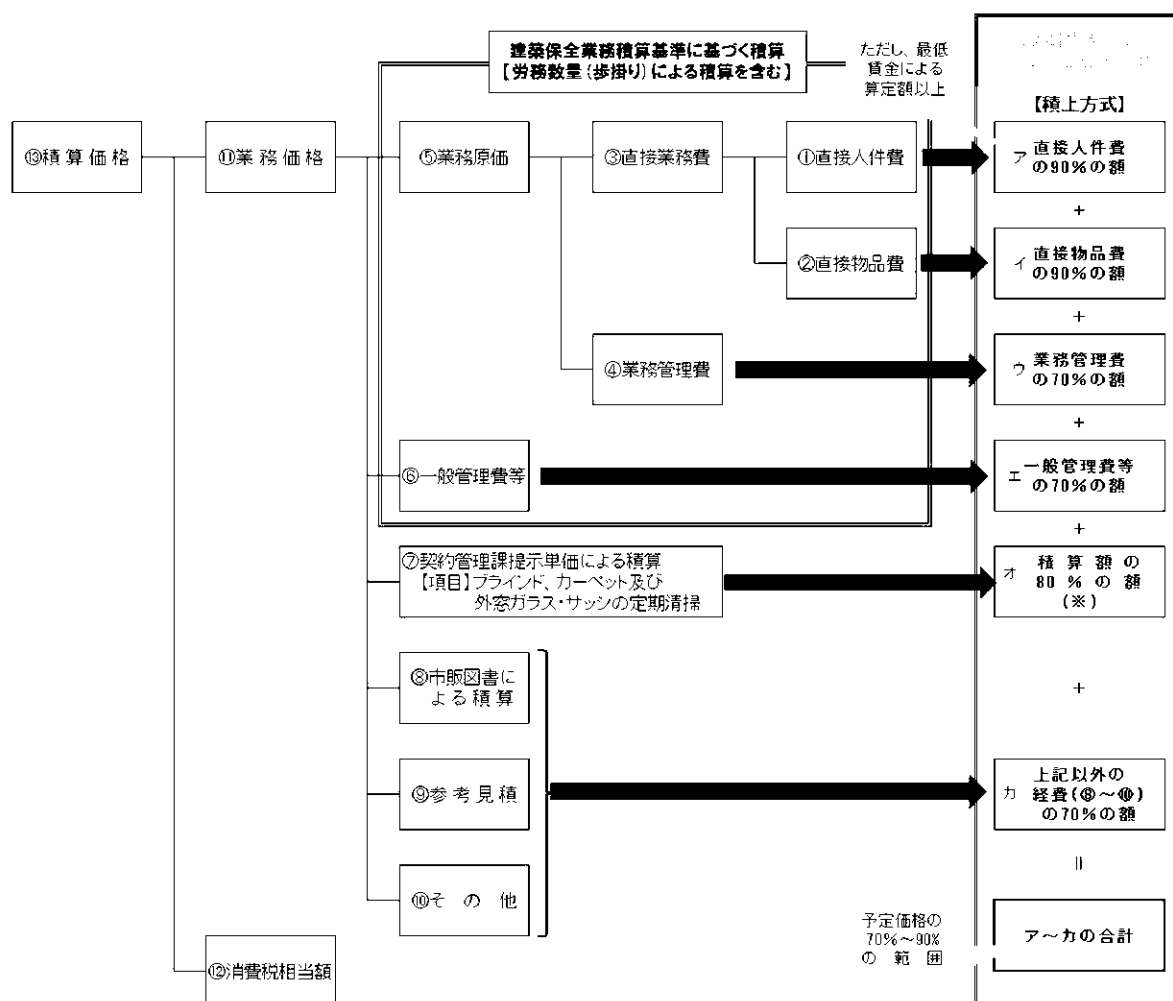 建築保全業務積算基準に基づく積算
【労務数量(歩掛り)による積算を含む】
ただし、最低
賃金による
算定額以上
【積上方式】
⑬積算価格
⑪業務価格
⑤業務原価
③直接業務費
①直接人件費
ア 直接人件費
の90%の額
+
②直接物品費
イ 直接物品費
の90%の額
+
④業務管理費
ウ 業務管理費
の70%の額
+
⑥一般管理費等
エ 一般管理費等
の70%の額
+
⑦契約管理課提示単価による積算
【項目】ブラインド、カーペット及び
外窓ガラス・サッシの定期清掃
オ 積算額の
80%の額
(※)
⑧市販図書に
よる積算
+
⑨参考見積
カ 上記以外の
経費(⑧～⑩)
の70%の額
||
⑩その他
予定価格の
70%～90%
の範囲
ア～カの合計
⑫消費税相当額